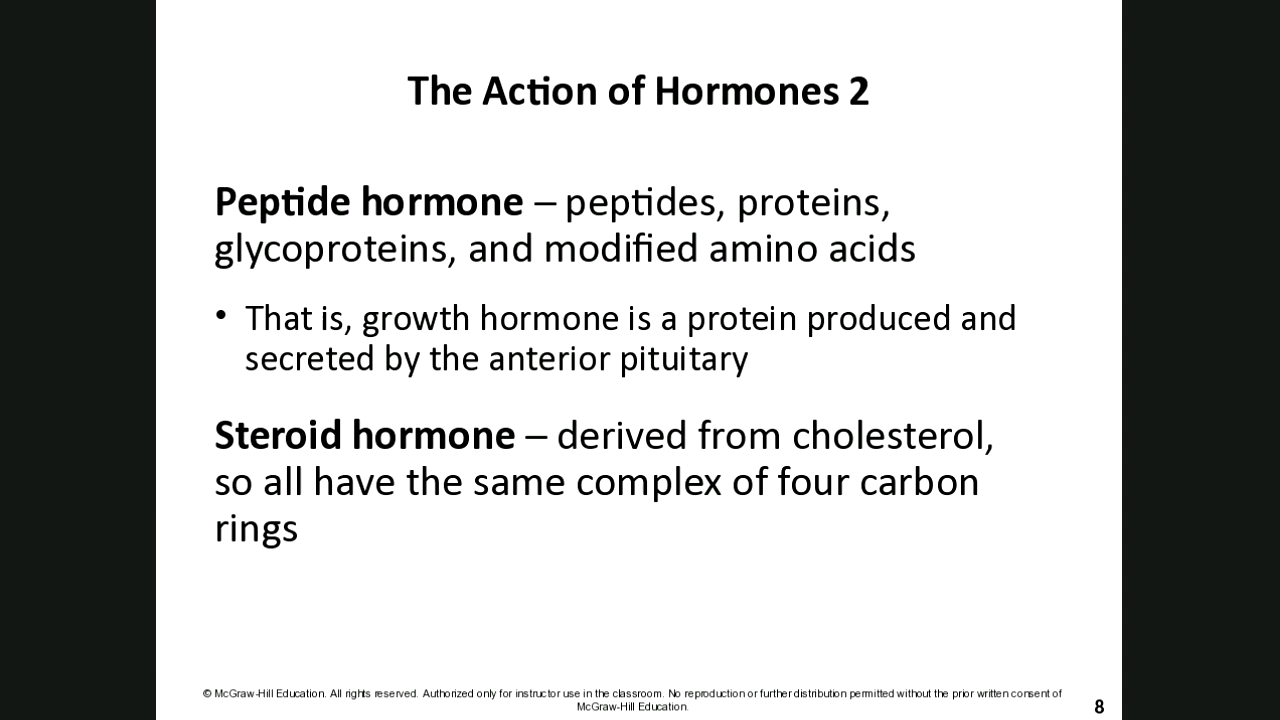 The Action of Hormones 2
Peptide hormone – peptides, proteins,
glycoproteins, and modified amino acids
• That is, growth hormone is a protein produced and
secreted by the anterior pituitary
Steroid hormone – derived from cholesterol,
so all have the same complex of four carbon
rings
© McGraw-Hill Education. All rights reserved. Authorized only for instructor use in the classroom. No reproduction or further distribution permitted without the prior written consent of
McGraw-Hill Education.
8